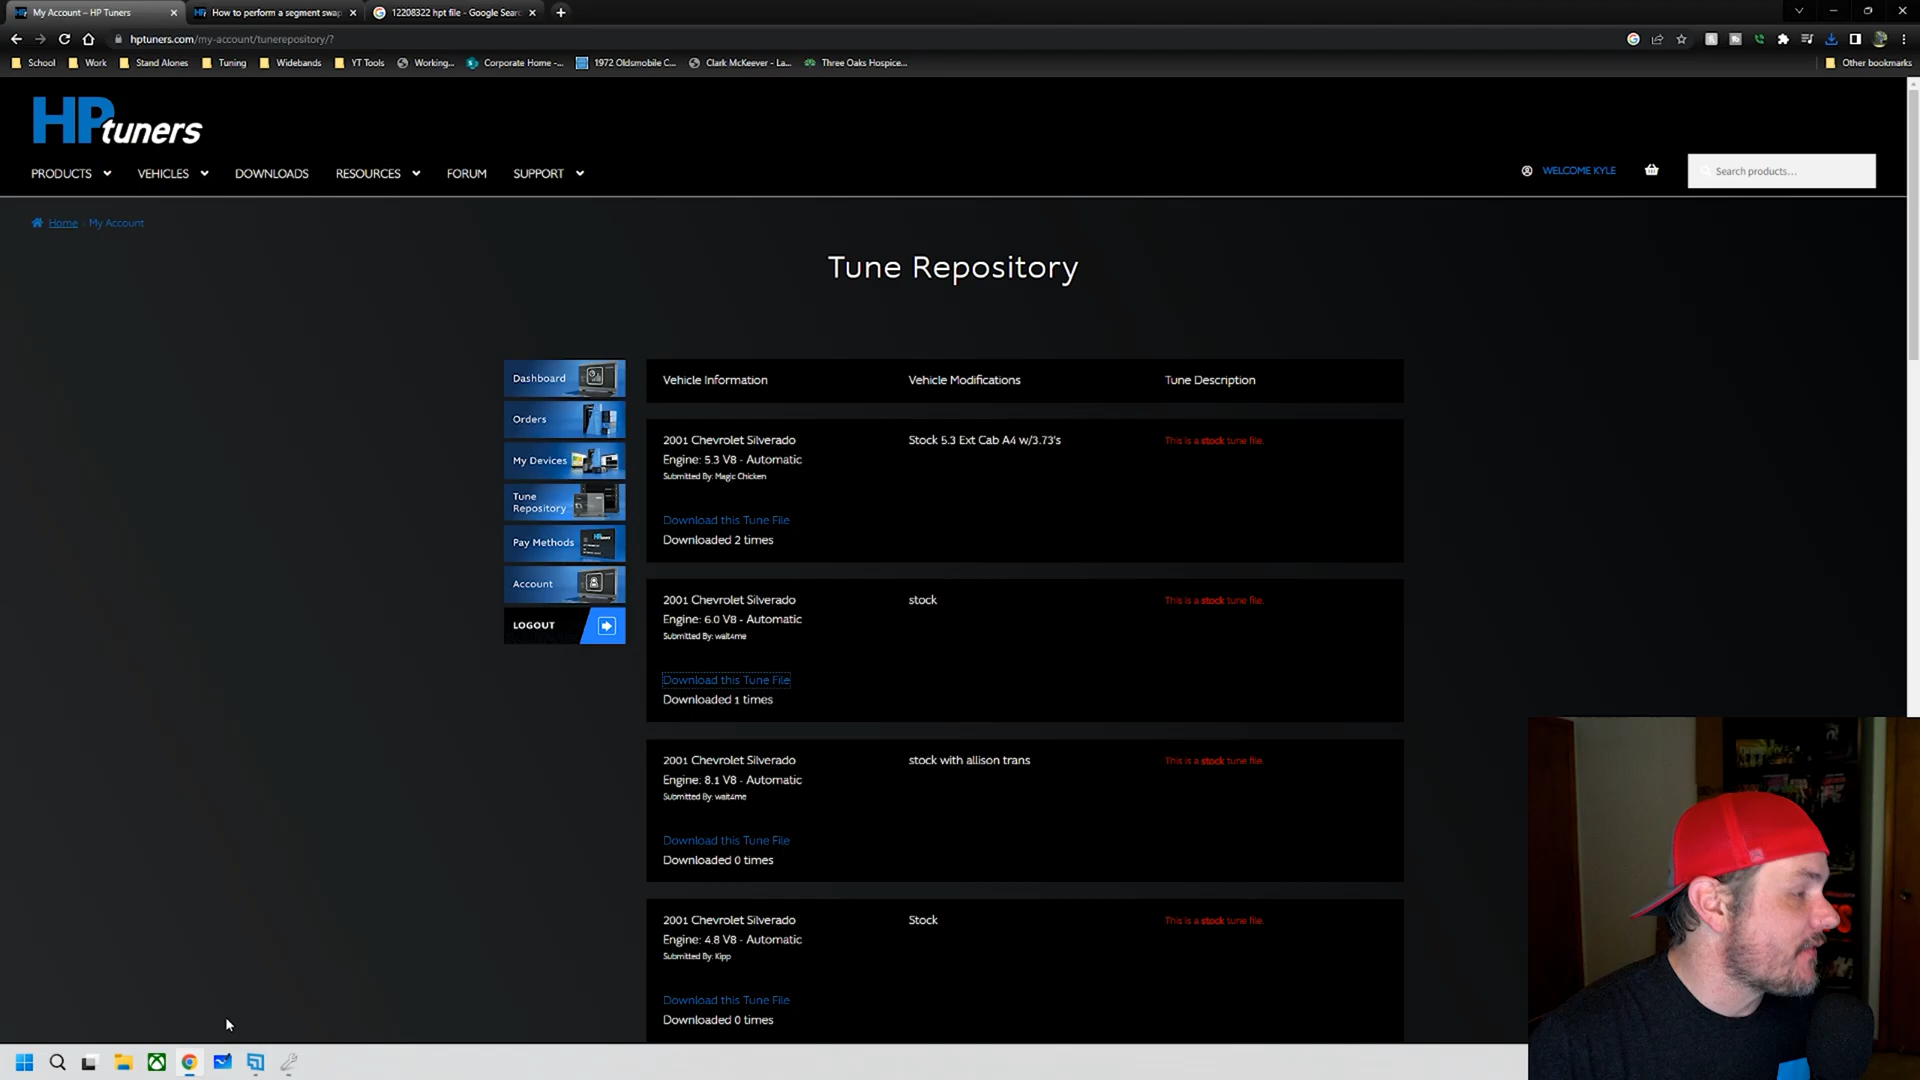 My Account – HP Tuners
How to perform a segment swap
12208322 hpt file - Google Sear
hptuners.com/my-account/tunerepository/?
School
Work
Stand Alones
Tuning
Widebands
YT Tools
Working...
Corporate Home -...
1972 Oldsmobile C...
Clark McKeever - La...
Three Oaks Hospice...
Other bookmarks
HP tuners
PRODUCTS
VEHICLES
DOWNLOADS
RESOURCES
FORUM
SUPPORT
WELCOME KYLE
Search products...
Home
My Account
Tune Repository
Dashboard
Orders
My Devices
Tune
Repository
Pay Methods
Account
LOGOUT
Vehicle Information
Vehicle Modifications
Tune Description
2001 Chevrolet Silverado
Engine: 5.3 V8 - Automatic
Submitted By: Magic Chicken
Stock 5.3 Ext Cab A4 w/3.73's
This is a stock tune file.
Download this Tune File
Downloaded 2 times
2001 Chevrolet Silverado
Engine: 6.0 V8 - Automatic
Submitted By: wait4me
stock
This is a stock tune file.
Download this Tune File
Downloaded 1 times
2001 Chevrolet Silverado
Engine: 8.1 V8 - Automatic
Submitted By: wait4me
stock with allison trans
This is a stock tune file.
Download this Tune File
Downloaded 0 times
2001 Chevrolet Silverado
Engine: 4.8 V8 - Automatic
Submitted By: Kipp
Stock
This is a stock tune file.
Download this Tune File
Downloaded 0 times